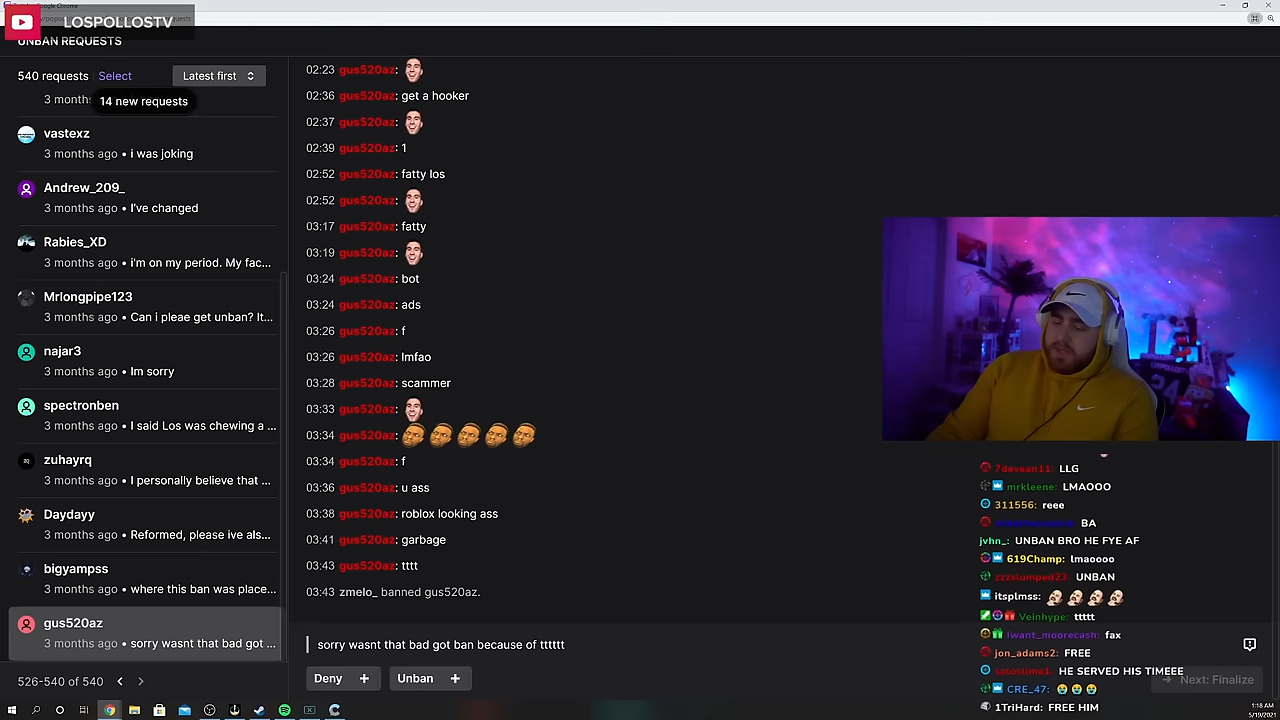 LOSPOLLOSTV
UNBAN REQUESTS
540 requests Select Latest first
3 months
14 new requests
vastexz
3 months ago • i was joking
Andrew_209_
3 months ago • I've changed
Rabies_XD
3 months ago • i'm on my period. My fac...
Mrlongpipe123
3 months ago • Can i pleae get unban? It...
najar3
3 months ago • Im sorry
spectronben
3 months ago • I said Los was chewing a ...
zuhayrq
3 months ago • I personally believe that ...
Daydayy
3 months ago • Reformed, please ive als...
bigyampss
3 months ago • where this ban was place...
gus520az
3 months ago • sorry wasnt that bad got ...
526-540 of 540
02:23 gus520az:
02:36 gus520az: get a hooker
02:37 gus520az:
02:39 gus520az: 1
02:52 gus520az: fatty los
02:52 gus520az:
03:17 gus520az: fatty
03:19 gus520az:
03:24 gus520az: bot
03:24 gus520az: ads
03:26 gus520az: f
03:26 gus520az: lmfao
03:28 gus520az: scammer
03:33 gus520az:
03:34 gus520az:
03:34 gus520az: f
03:36 gus520az: u ass
03:38 gus520az: roblox looking ass
03:41 gus520az: garbage
03:43 gus520az: tttt
03:43 zmelo_ banned gus520az.
sorry wasnt that bad got ban because of tttttt
Deny + Unban +
LOSPOLLOSTV
24
7devean11: LLG
mrkleene: LMAOOO
311556: reee
BA
jvhn_: UNBAN BRO HE FYE AF
619Champ: lmaoooo
zzzslumped23: UNBAN
itsplmss:
Veinhype: ttttt
iwant_moorecash: fax
jon_adams2: FREE
HE SERVED HIS TIMEEE
CRE_47: 😭😭😭
1TriHard: FREE HIM
Next: Finalize
1:18 AM
5/19/2021